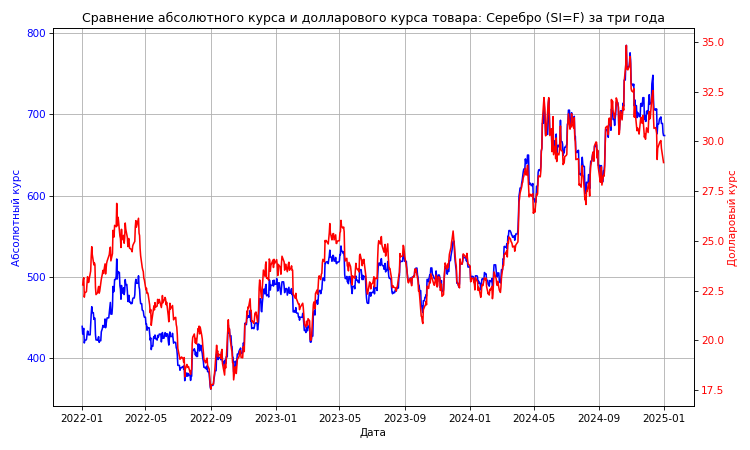 Сравнение абсолютного курса и долларового курса товара: Серебро (SI=F) за три года
800
700
600
500
400
Абсолютный курс
35.0
32.5
30.0
27.5
25.0
22.5
20.0
17.5
Долларовый курс
2022-01 2022-05 2022-09 2023-01 2023-05 2023-09 2024-01 2024-05 2024-09 2025-01
Дата